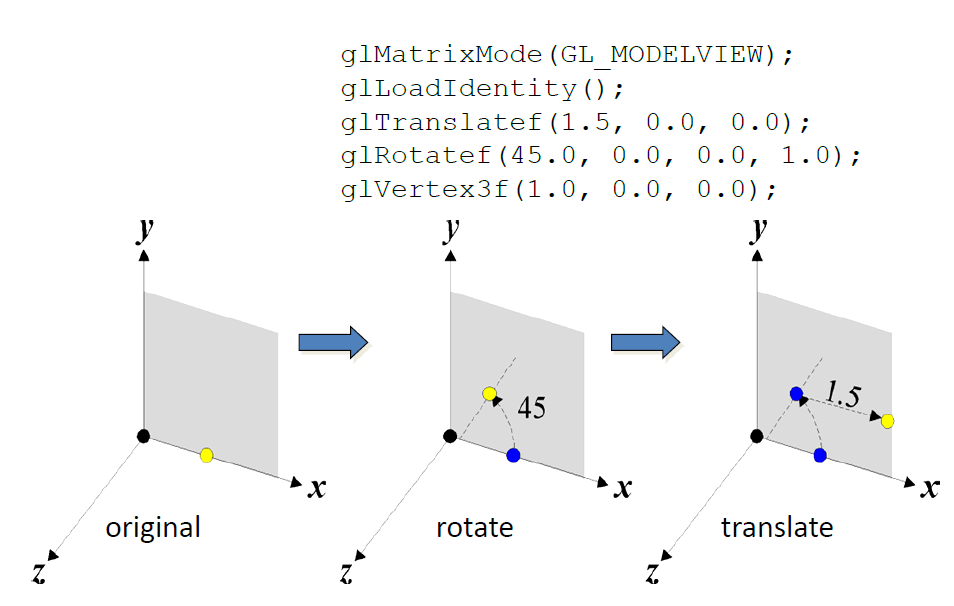 glMatrixMode(GL_MODELVIEW);
glLoadIdentity();
glTranslatef(1.5, 0.0, 0.0);
glRotatef(45.0, 0.0, 0.0, 1.0);
glVertex3f(1.0, 0.0, 0.0);
y
y
y
45
1.5
x
x
x
original
rotate
translate
z
z
z